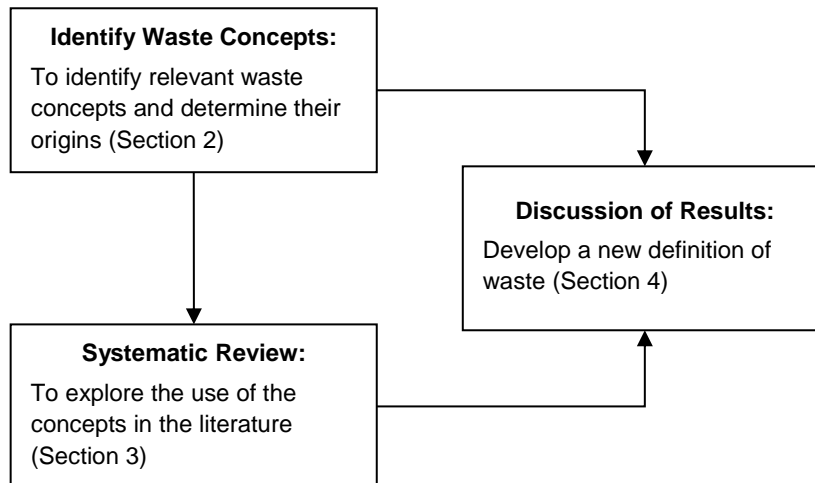 Identify Waste Concepts:
To identify relevant waste
concepts and determine their
origins (Section 2)
Discussion of Results:
Develop a new definition of
waste (Section 4)
Systematic Review:
To explore the use of the
concepts in the literature
(Section 3)